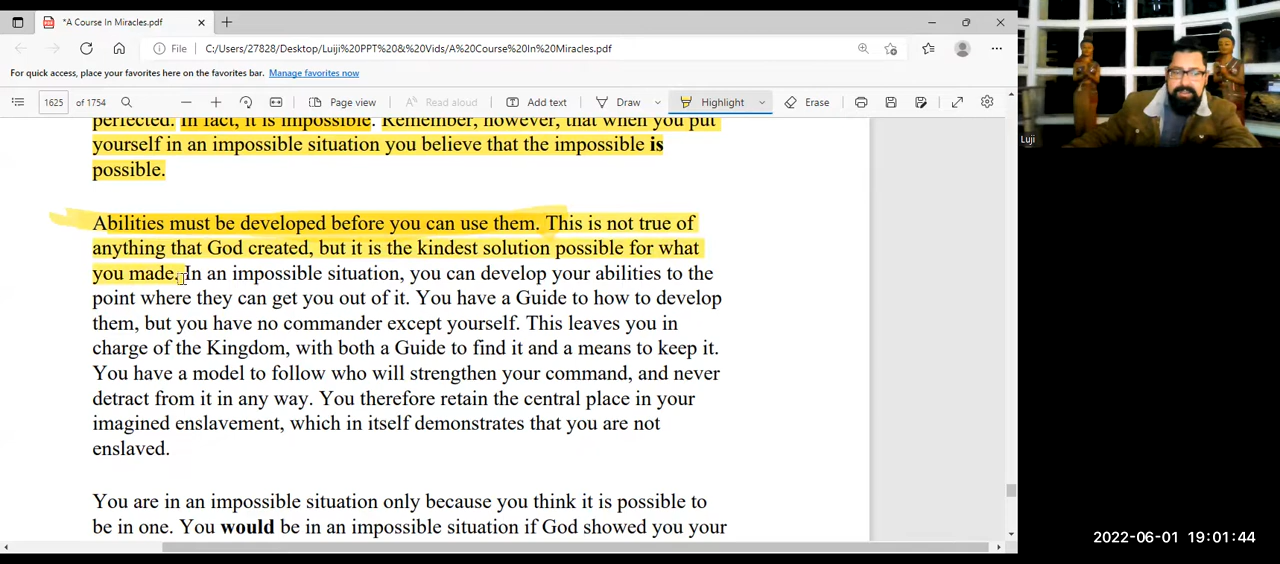 *A Course In Miracles.pdf
File
C:/Users/27828/Desktop/Luiji%20PPT%20&%20Vids/A%20Course%20In%20Miracles.pdf
For quick access, place your favorites here on the favorites bar. Manage favorites now
1625 of 1754
Page view
Read aloud
Add text
Draw
Highlight
Erase
perfected. In fact, it is impossible. Remember, however, that when you put
yourself in an impossible situation you believe that the impossible is
possible.
Abilities must be developed before you can use them. This is not true of
anything that God created, but it is the kindest solution possible for what
you made. In an impossible situation, you can develop your abilities to the
point where they can get you out of it. You have a Guide to how to develop
them, but you have no commander except yourself. This leaves you in
charge of the Kingdom, with both a Guide to find it and a means to keep it.
You have a model to follow who will strengthen your command, and never
detract from it in any way. You therefore retain the central place in your
imagined enslavement, which in itself demonstrates that you are not
enslaved.
You are in an impossible situation only because you think it is possible to
be in one. You would be in an impossible situation if God showed you your
Luji
2022-06-01 19:01:44